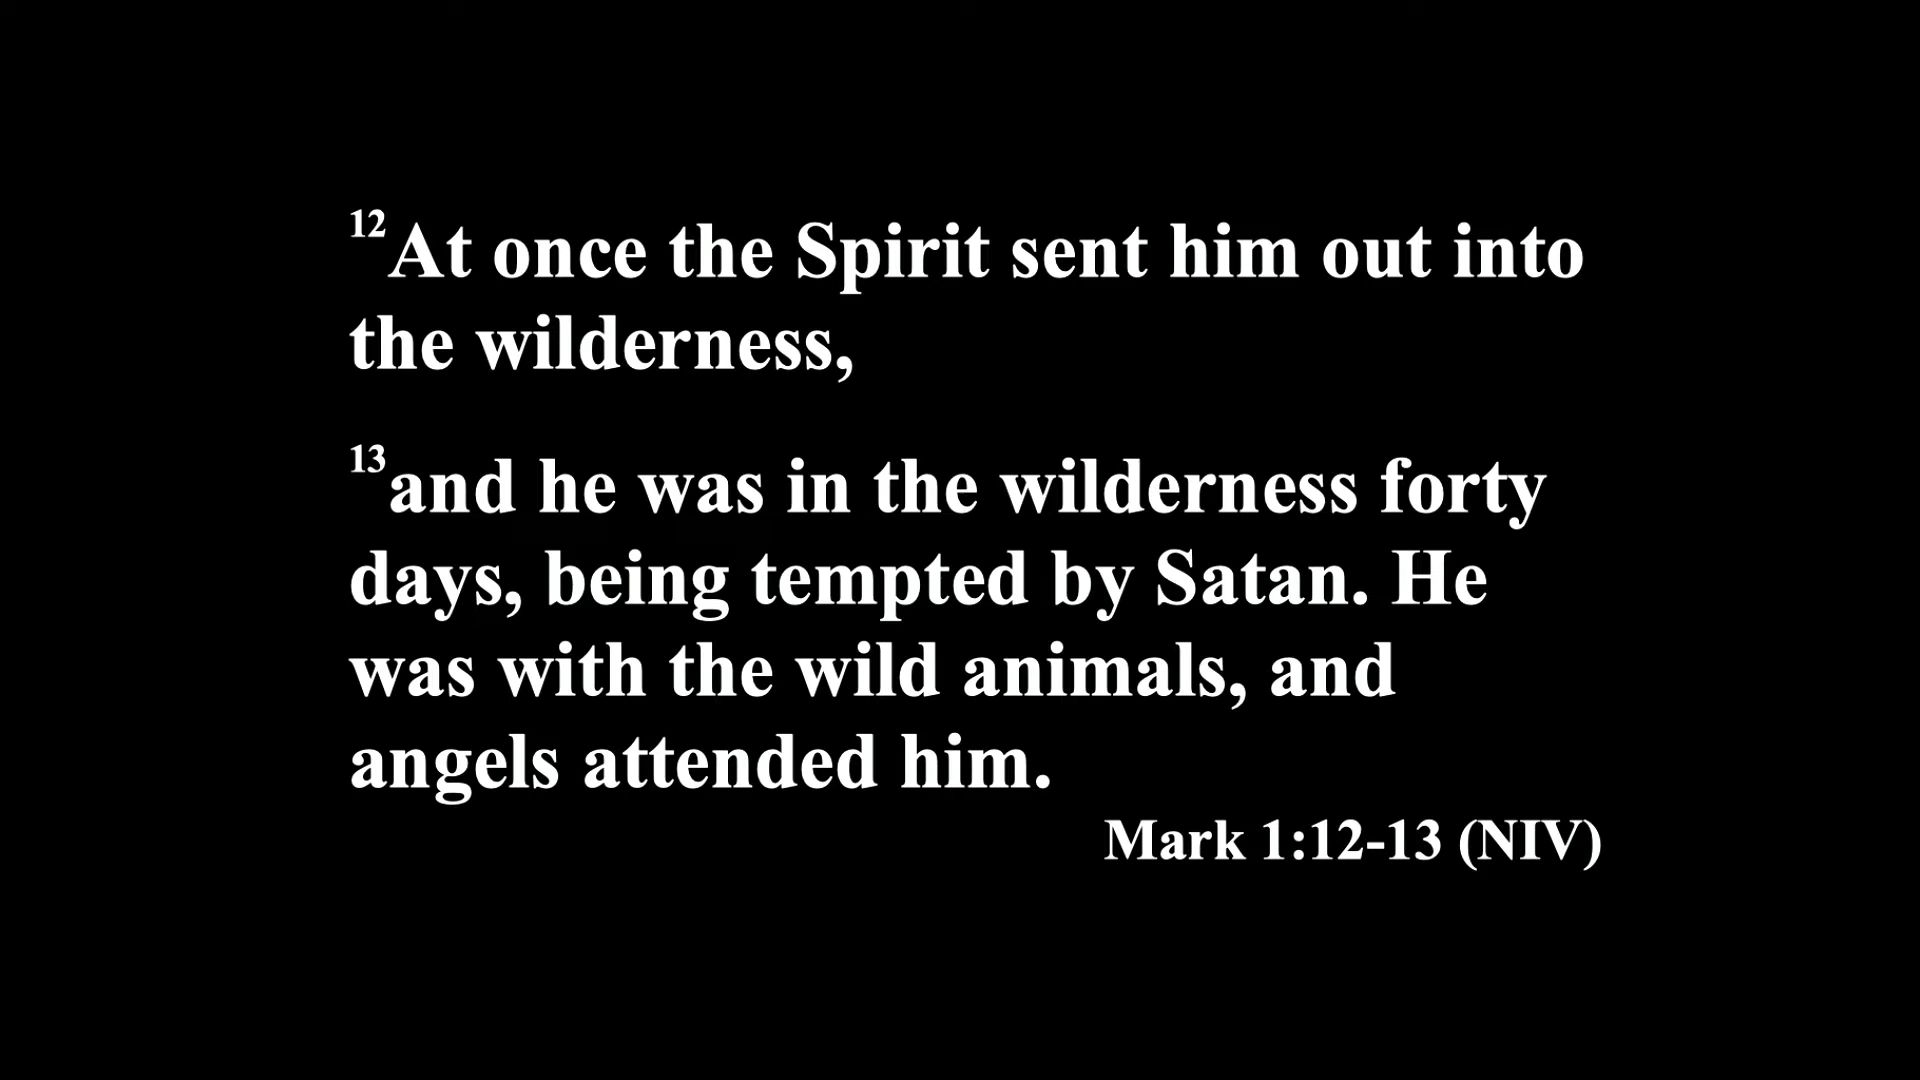 12At once the Spirit sent him out into
the wilderness,
13and he was in the wilderness forty
days, being tempted by Satan. He
was with the wild animals, and
angels attended him.
Mark 1:12-13 (NIV)